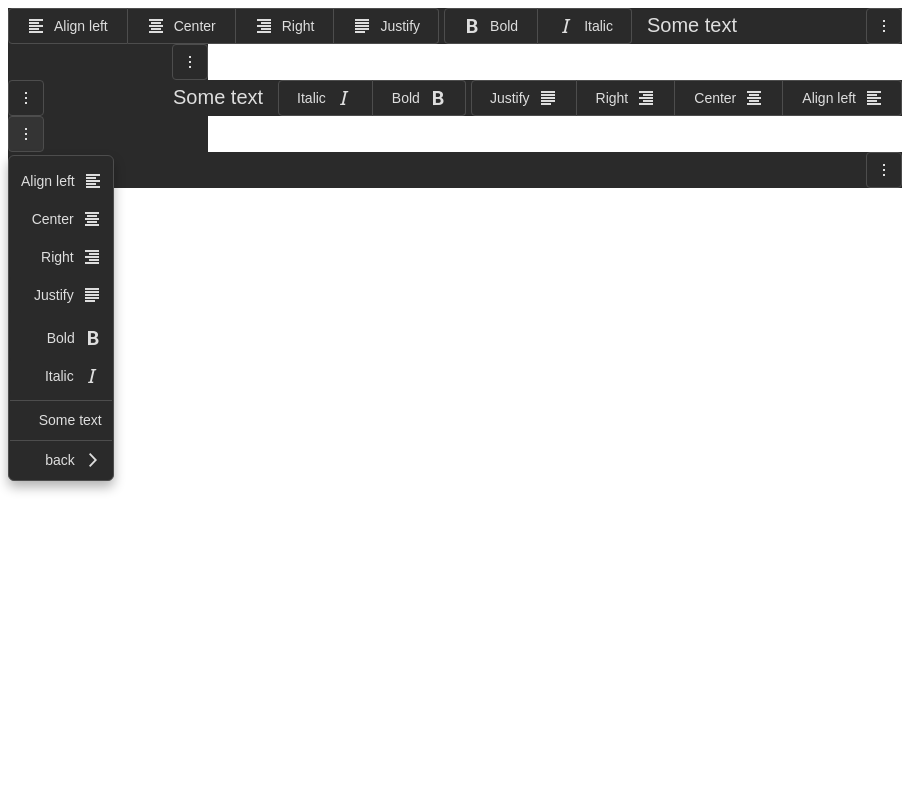 Align left Center Right Justify Bold Italic Some text
Some text Italic Bold Justify Right Center Align left
Align left
Center
Right
Justify
Bold
Italic
Some text
back